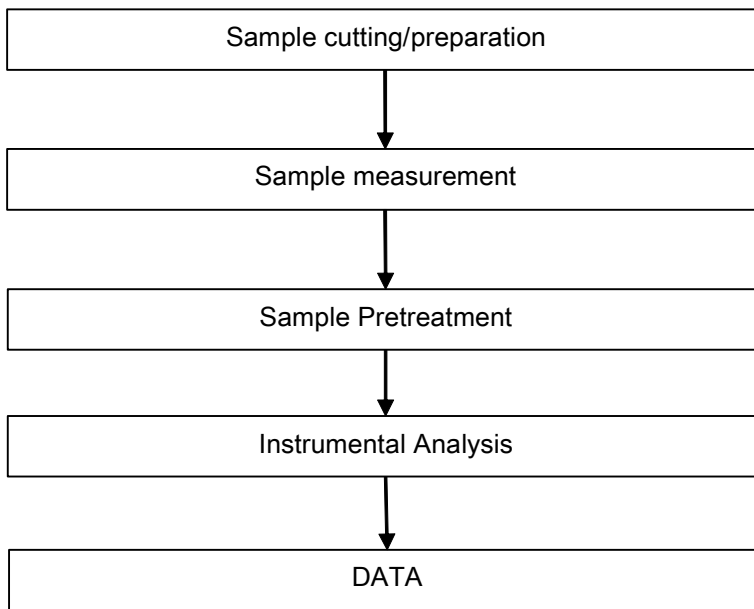 Sample cutting/preparation
Sample measurement
Sample Pretreatment
Instrumental Analysis
DATA